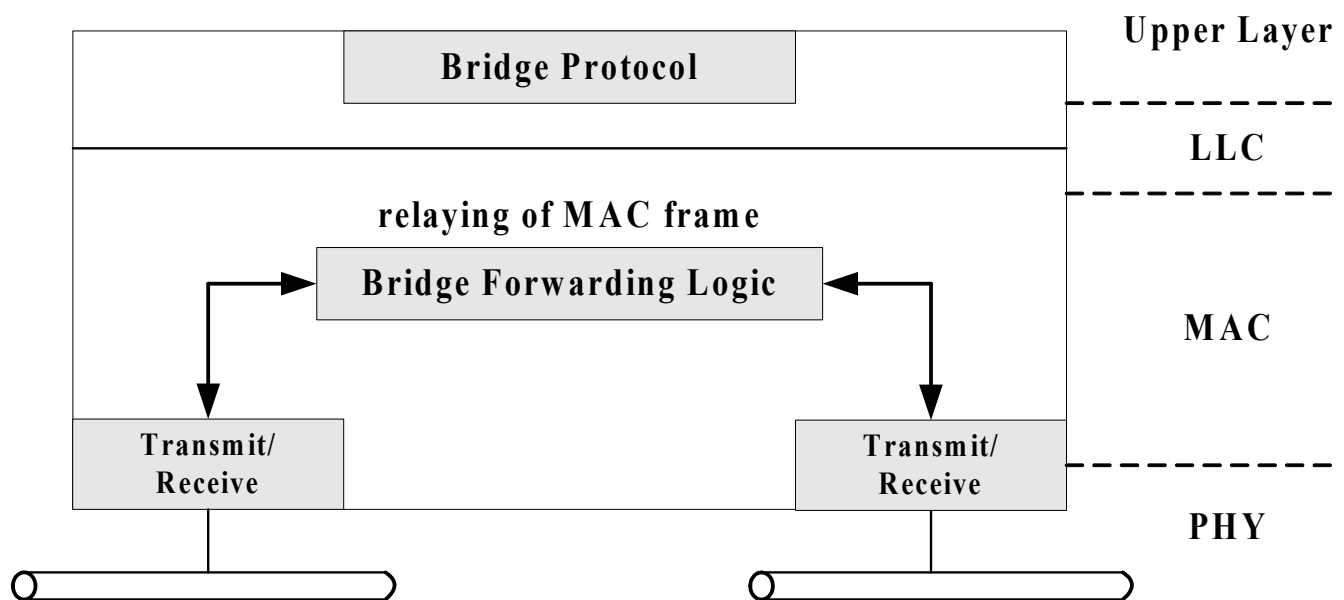 Upper Layer
Bridge Protocol
LLC
relaying of MAC frame
Bridge Forwarding Logic
MAC
Transmit/
Receive
Transmit/
Receive
PHY